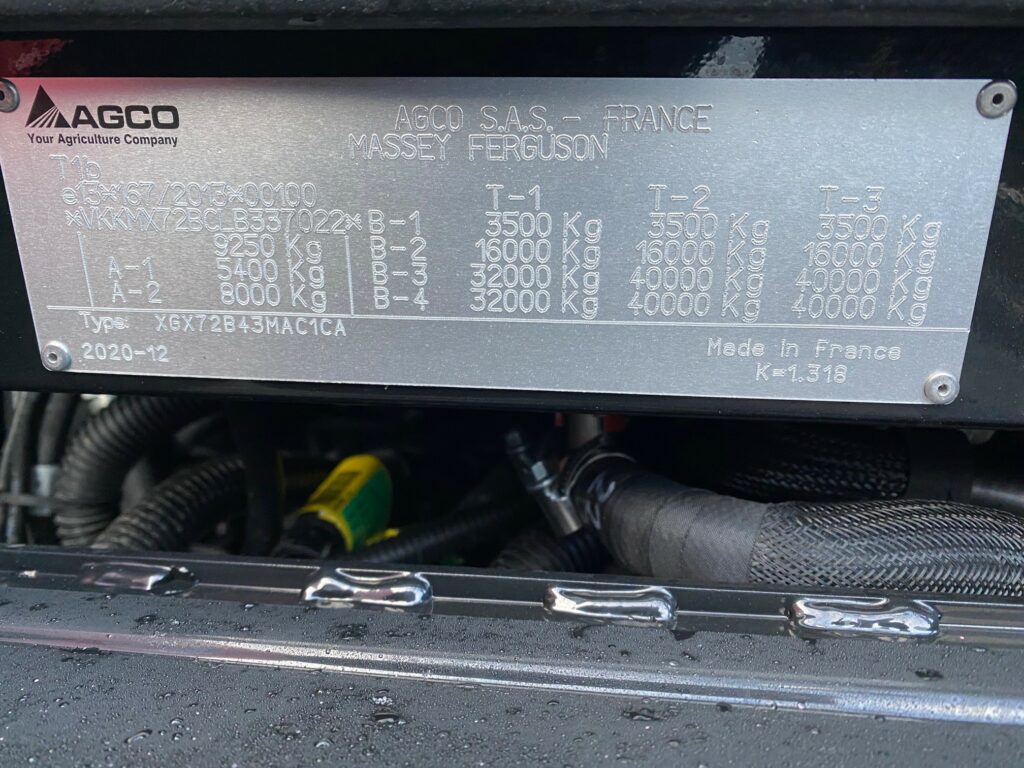 AGCO
Your Agriculture Company
AGCO S.A.S. - FRANCE
MASSEY FERGUSON
T1b
e13*167/2013*00100
*VKKMX72BCLB337022*
T-1 T-2 T-3
B-1 3500 Kg 3500 Kg 3500 Kg
9250 Kg B-2 16000 Kg 16000 Kg 16000 Kg
A-1 5400 Kg B-3 32000 Kg 40000 Kg 40000 Kg
A-2 8000 Kg B-4 32000 Kg 40000 Kg 40000 Kg
Type: XGX72B43MAC1CA
2020-12
Made in France
K=1.318